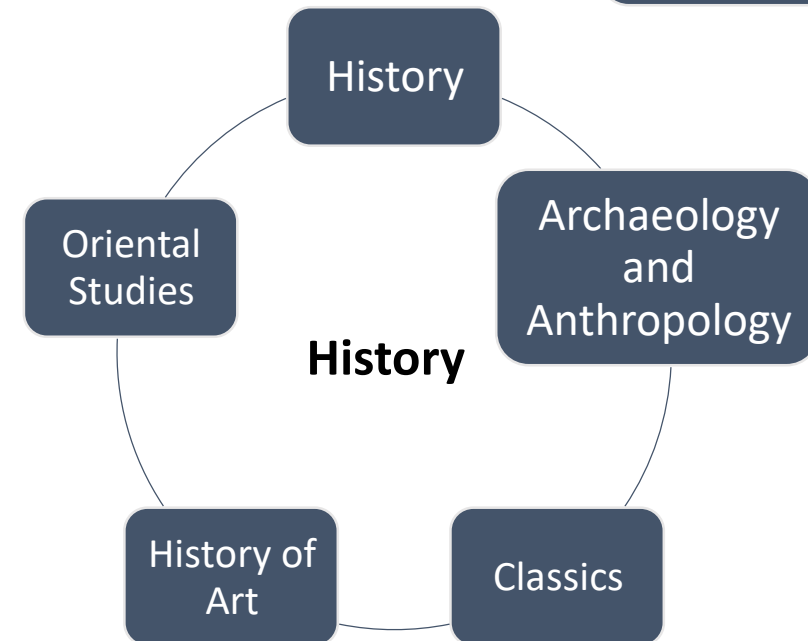 History
Archaeology
and
Anthropology
Oriental
Studies
History
History of
Art
Classics